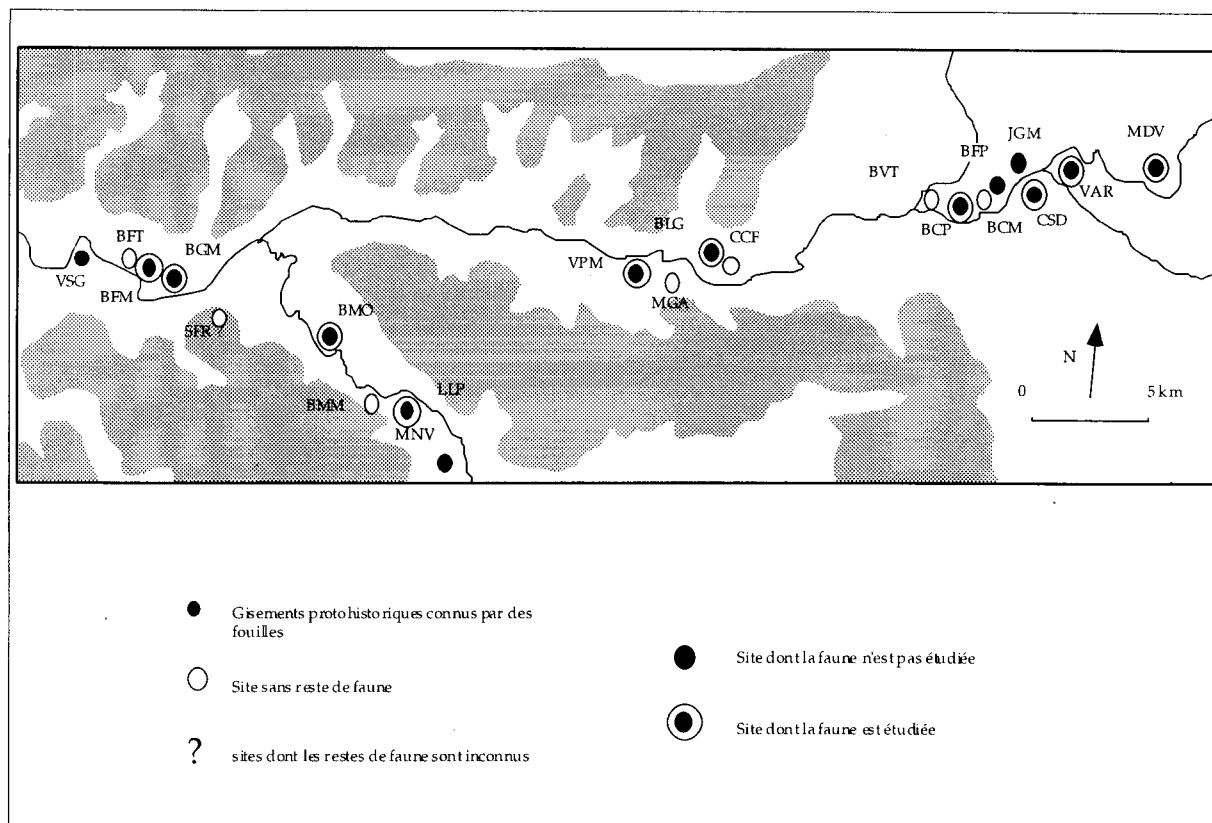 JGM
MDV
BFP
BVT
VAR
BCP
BCM
CSD
BLG
CCF
BFT
BGM
VPM
VSG
MGA
BFM
BMO
SFR ?
N
0
5 km
LLP
BMM
MNV
Gisements protohistoriques connus par des
fouilles
Site dont la faune n'est pas étudiée
Site sans reste de faune
Site dont la faune est étudiée
? sites dont les restes de faune sont inconnus